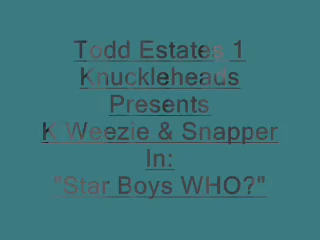 Todd Estates 1
Knuckleheads
Presents
K'Weezie & Snapper
In:
"Star Boys WHO?"